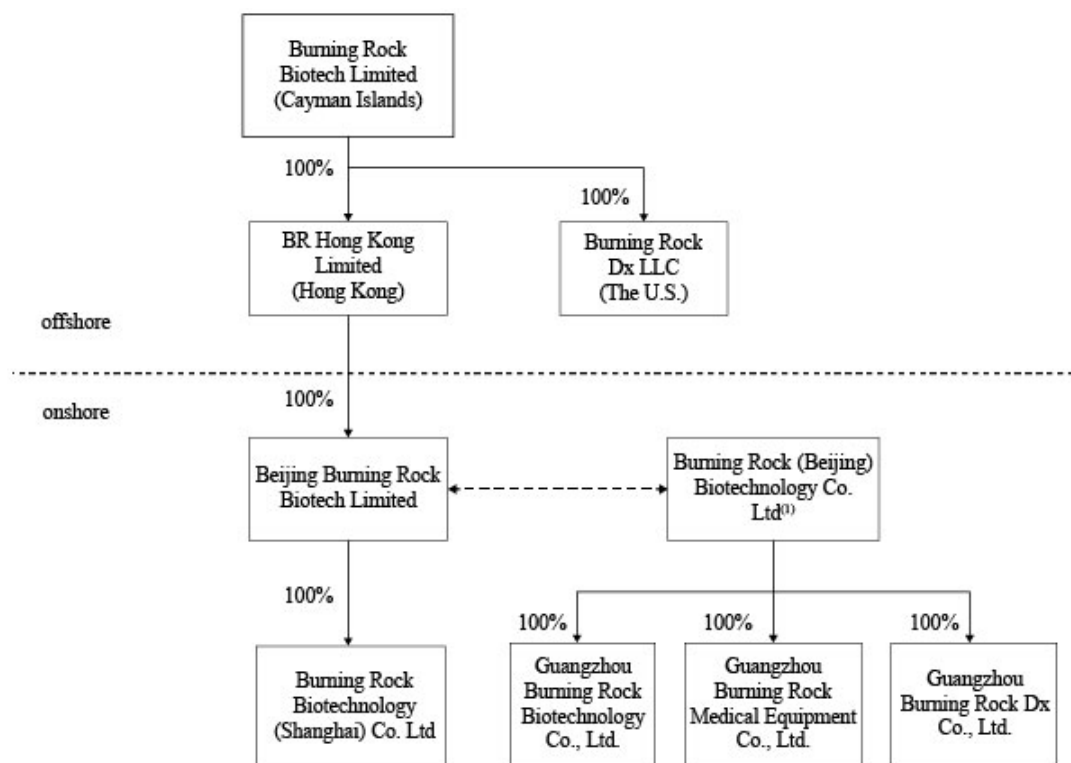 Burning Rock
Biotech Limited
(Cayman Islands)
100%
100%
BR Hong Kong
Limited
(Hong Kong)
Burning Rock
Dx LLC
(The U.S.)
offshore
onshore
100%
Beijing Burning Rock
Biotech Limited
Burning Rock (Beijing)
Biotechnology Co.
Ltd(1)
100%
100%
100%
100%
Burning Rock
Biotechnology
(Shanghai) Co. Ltd
Guangzhou
Burning Rock
Biotechnology
Co., Ltd.
Guangzhou
Burning Rock
Medical Equipment
Co., Ltd.
Guangzhou
Burning Rock Dx
Co., Ltd.